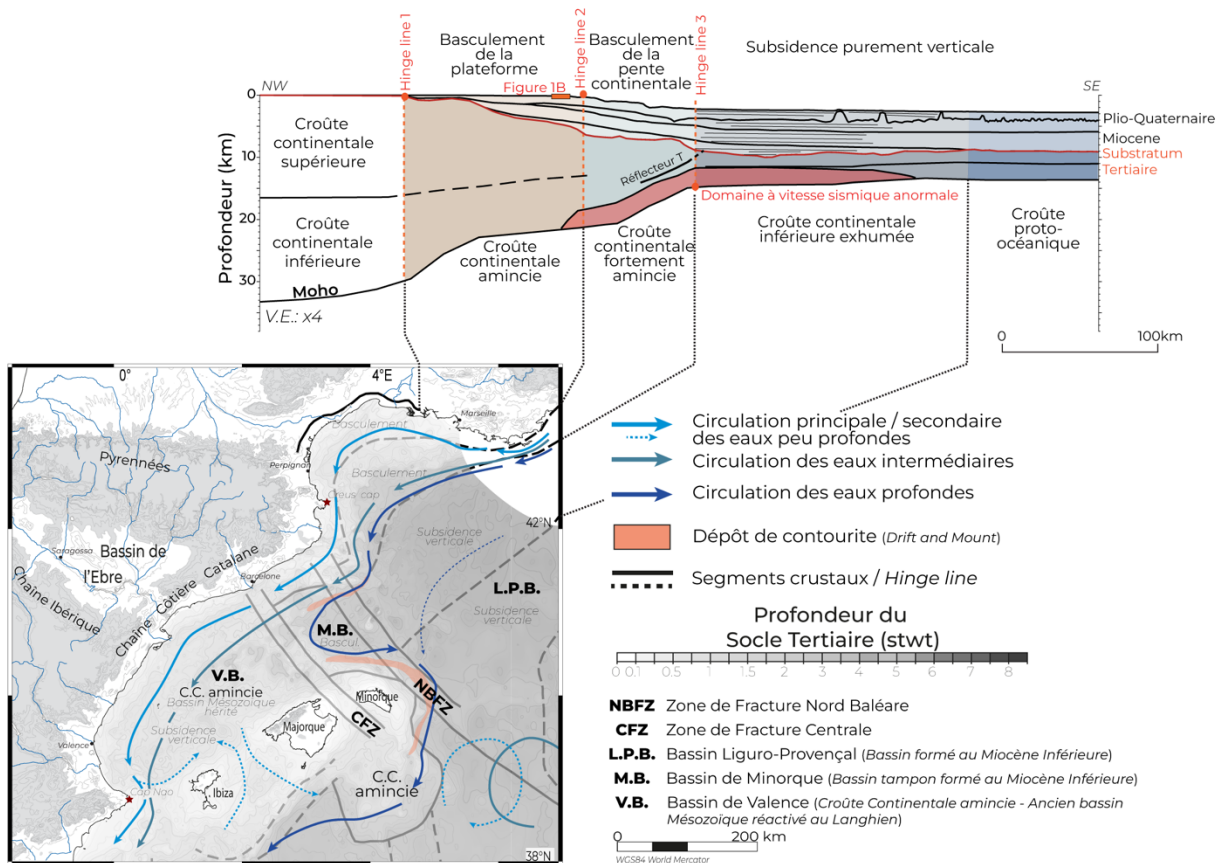 Hinge line 1
Hinge line 2
Hinge line 3
Basculement
de la
plateforme
Basculement
de la
pente
continentale
Subsidence purement verticale
NW
SE
Figure 1B
Profondeur (km)
0
10
20
30
Croûte
continentale
supérieure
Croûte
continentale
inférieure
Moho
V.E.: x4
Croûte
continentale
amincie
Réflecteur T
Croûte
continentale
fortement
amincie
Domaine à vitesse sismique anormale
Croûte continentale
inférieure exhumée
Croûte
proto-
océanique
Plio-Quaternaire
Miocene
Substratum
Tertiaire
0
100km
0°
4°E
42°N
38°N
Marseille
Basculement
Perpignan
Pyrennées
Basculement
Subsidence
verticale
Saragossa
Bassin de
l'Ebre
Barcelone
Chaine Côtière Catalane
Chaine Ibérique
L.P.B.
Subsidence
verticale
M.B.
Bascul.
V.B.
C.C. amincie
Bassin Mésozoïque
hérité
Subsidence
verticale
NBFZ
CFZ
Minorque
Majorque
Valence
Ibiza
Cap Nao
C.C.
amincie
Circulation principale / secondaire
des eaux peu profondes
Circulation des eaux intermédiaires
Circulation des eaux profondes
Dépôt de contourite (Drift and Mount)
Segments crustaux / Hinge line
Profondeur du
Socle Tertiaire (stwt)
0 0.1 0.5 1 1.5 2 3 4 5 6 7 8
NBFZ Zone de Fracture Nord Baléare
CFZ Zone de Fracture Centrale
L.P.B. Bassin Liguro-Provençal (Bassin formé au Miocène Inférieure)
M.B. Bassin de Minorque (Bassin tampon formé au Miocène Inférieure)
V.B. Bassin de Valence (Croûte Continentale amincie - Ancien bassin
Mésozoïque réactivé au Langhien)
0
200 km
WGS84 World Mercator